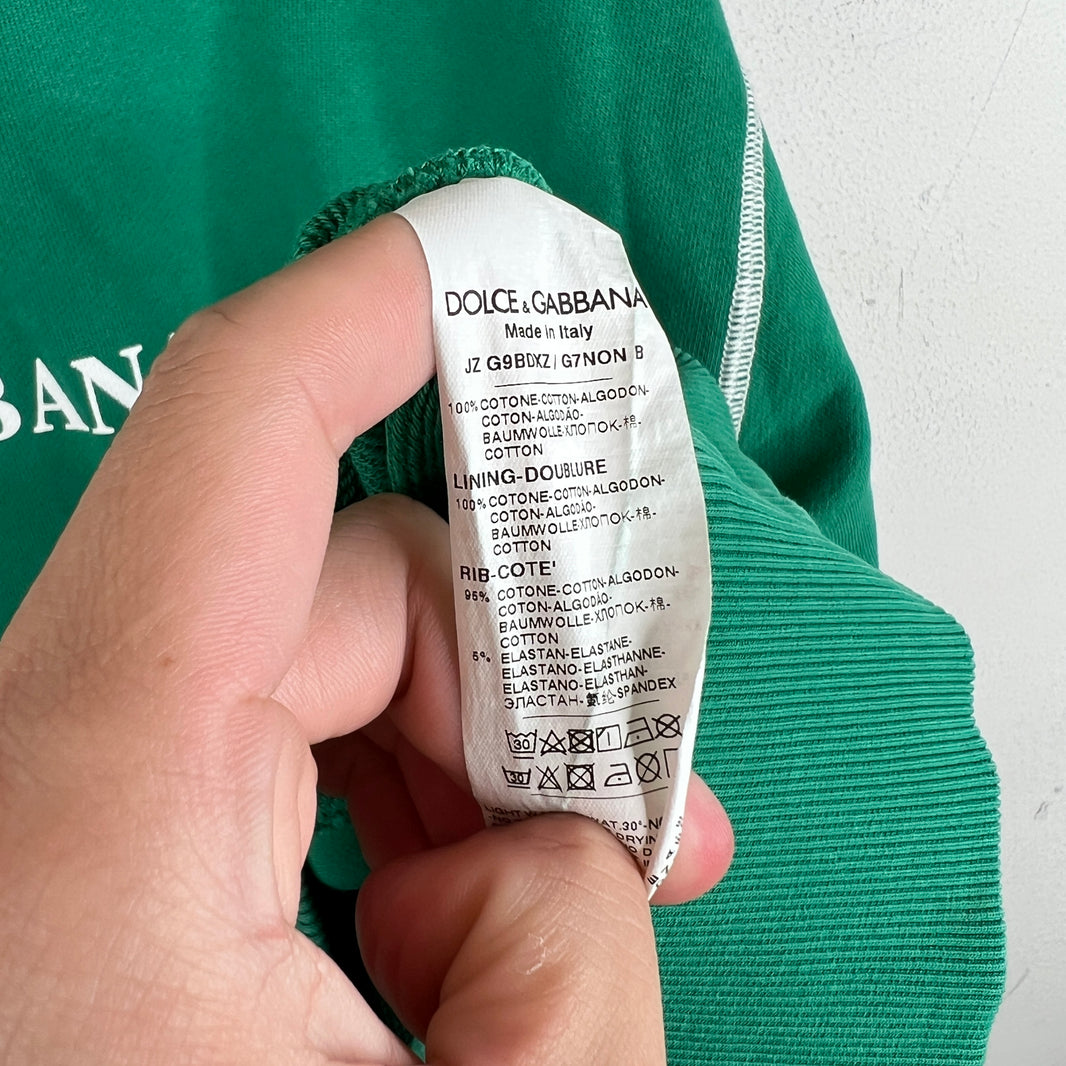 BAN
DOLCE & GABBANA
Made in Italy
JZ G9BDXZ / G7NON B
100% COTONE-COTTON-ALGODON-
COTON-ALGODÃO-
BAUMWOLLE-ХЛОПОК-棉-
COTTON
LINING-DOUBLURE
100% COTONE-COTTON-ALGODON-
COTON-ALGODÃO-
BAUMWOLLE-ХЛОПОК-棉-
COTTON
RIB-COTE'
95% COTONE-COTTON-ALGODON-
COTON-ALGODÃO-
BAUMWOLLE-ХЛОПОК-棉-
COTTON
5% ELASTAN-ELASTANE-
ELASTANO-ELASTHANNE-
ELASTANO-ELASTHAN-
ЭЛАСТАН-氨纶-SPANDEX
30
30
LIGHT